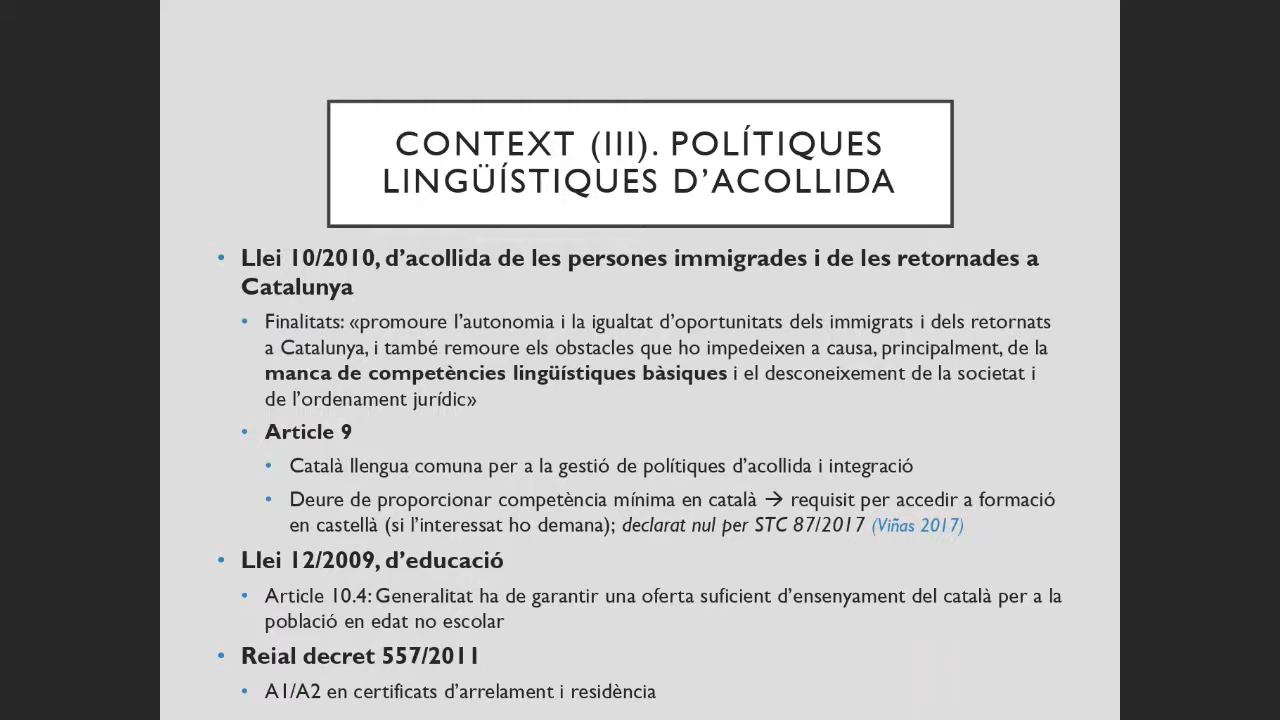 CONTEXT (III). POLÍTIQUES
LINGÜÍSTIQUES D'ACOLLIDA
• Llei 10/2010, d'acollida de les persones immigrades i de les retornades a
Catalunya
• Finalitats: «promoure l'autonomia i la igualtat d'oportunitats dels immigrats i dels retornats
a Catalunya, i també remoure els obstacles que ho impedeixen a causa, principalment, de la
manca de competències lingüístiques bàsiques i el desconeixement de la societat i
de l'ordenament jurídic»
• Article 9
• Català llengua comuna per a la gestió de polítiques d'acollida i integració
• Deure de proporcionar competència mínima en català → requisit per accedir a formació
en castellà (si l'interessat ho demana); declarat nul per STC 87/2017 (Viñas 2017)
• Llei 12/2009, d'educació
• Article 10.4: Generalitat ha de garantir una oferta suficient d'ensenyament del català per a la
població en edat no escolar
• Reial decret 557/2011
• A1/A2 en certificats d'arrelament i residència